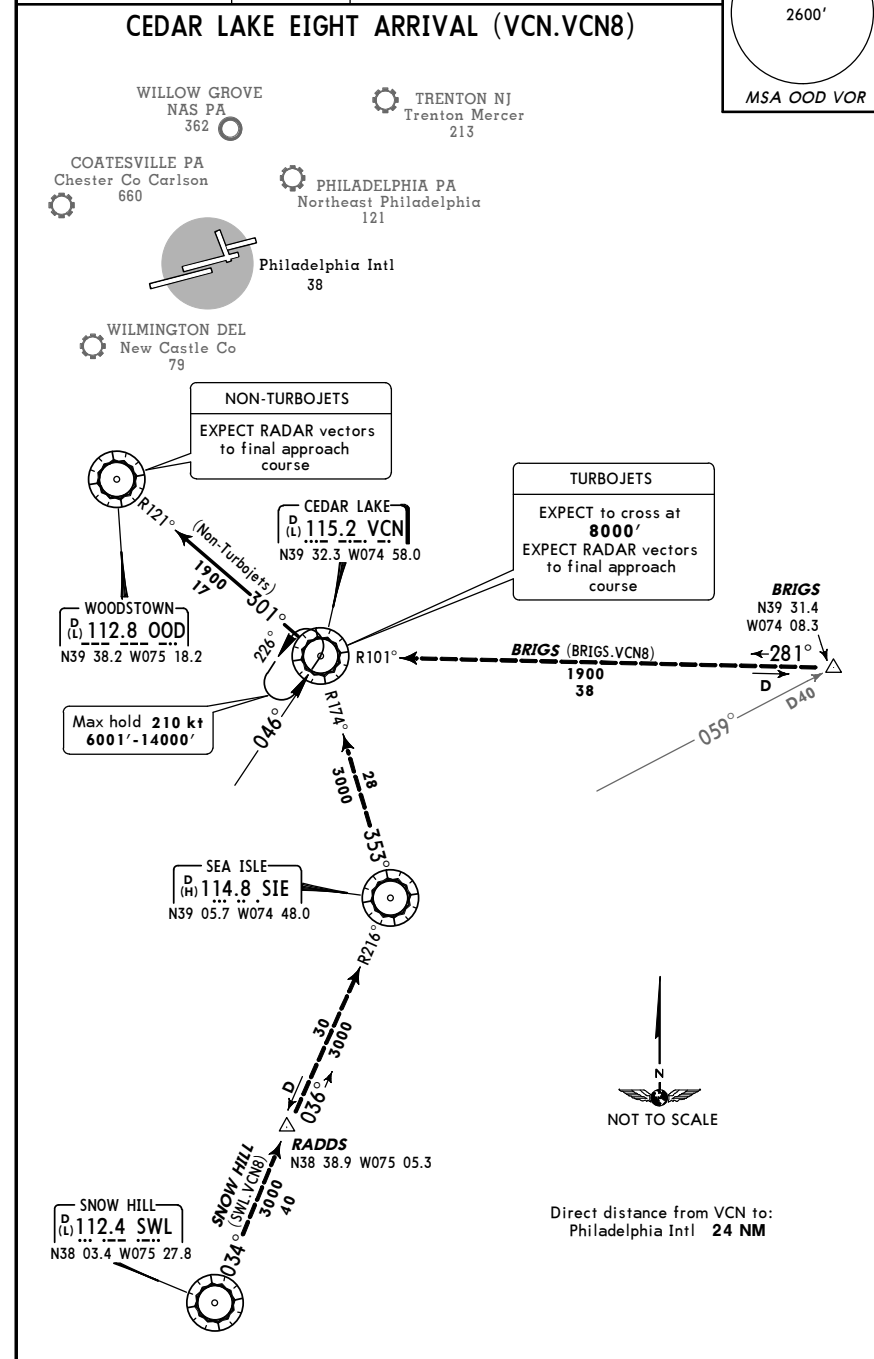 2600'
MSA OOD VOR
CEDAR LAKE EIGHT ARRIVAL (VCN.VCN8)
WILLOW GROVE
NAS PA
362
TRENTON NJ
Trenton Mercer
213
COATESVILLE PA
Chester Co Carlson
660
PHILADELPHIA PA
Northeast Philadelphia
121
Philadelphia Intl
38
WILMINGTON DEL
New Castle Co
79
NON-TURBOJETS
EXPECT RADAR vectors
to final approach
course
TURBOJETS
EXPECT to cross at
8000'
EXPECT RADAR vectors
to final approach
course
CEDAR LAKE
D
(L) 115.2 VCN
N39 32.3 W074 58.0
R121°
(Non-Turbojets)
1900
17
301°
WOODSTOWN
D
(L) 112.8 OOD
N39 38.2 W075 18.2
226°
046°
Max hold 210 kt
6001'-14000'
R101°
BRIGS (BRIGS.VCN8)
1900
38
281°
D
BRIGS
N39 31.4
W074 08.3
059°
D40
R174°
28
3000
353°
SEA ISLE
D
(H) 114.8 SIE
N39 05.7 W074 48.0
R216°
30
3000
D
036°
RADDS
N38 38.9 W075 05.3
SNOW HILL
(SWL.VCN8)
3000
40
034°
SNOW HILL
D
(L) 112.4 SWL
N38 03.4 W075 27.8
N
NOT TO SCALE
Direct distance from VCN to:
Philadelphia Intl 24 NM